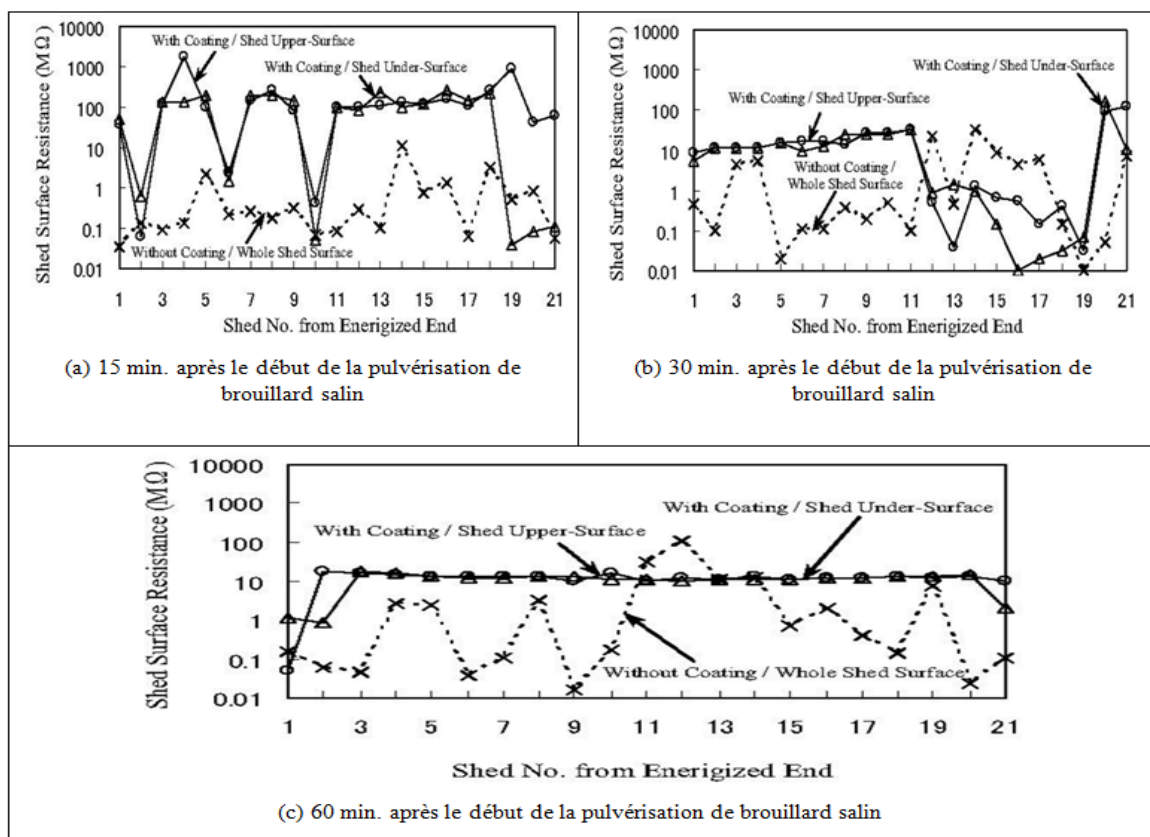 Shed Surface Resistance (MΩ)
10000
1000
100
10
1
0.1
0.01
With Coating / Shed Upper-Surface
With Coating / Shed Under-Surface
Without Coating / Whole Shed Surface
1 3 5 7 9 11 13 15 17 19 21
Shed No. from Enerigized End
(a) 15 min. après le début de la pulvérisation de
brouillard salin
Shed Surface Resistance (MΩ)
10000
1000
100
10
1
0.1
0.01
With Coating / Shed Under-Surface
With Coating / Shed Upper-Surface
Without Coating /
Whole Shed Surface
1 3 5 7 9 11 13 15 17 19 21
Shed No. from Enerigized End
(b) 30 min. après le début de la pulvérisation de
brouillard salin
Shed Surface Resistance (MΩ)
10000
1000
100
10
1
0.1
0.01
With Coating / Shed Under-Surface
With Coating / Shed Upper-Surface
Without Coating / Whole Shed Surface
1 3 5 7 9 11 13 15 17 19 21
Shed No. from Enerigized End
(c) 60 min. après le début de la pulvérisation de brouillard salin